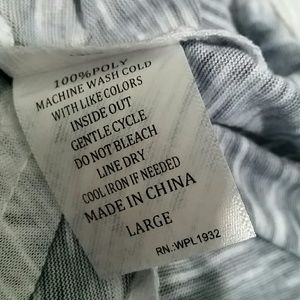 100%POLY
MACHINE WASH COLD
WITH LIKE COLORS
INSIDE OUT
GENTLE CYCLE
DO NOT BLEACH
LINE DRY
COOL IRON IF NEEDED
MADE IN CHINA
LARGE
RN.:WPL1932